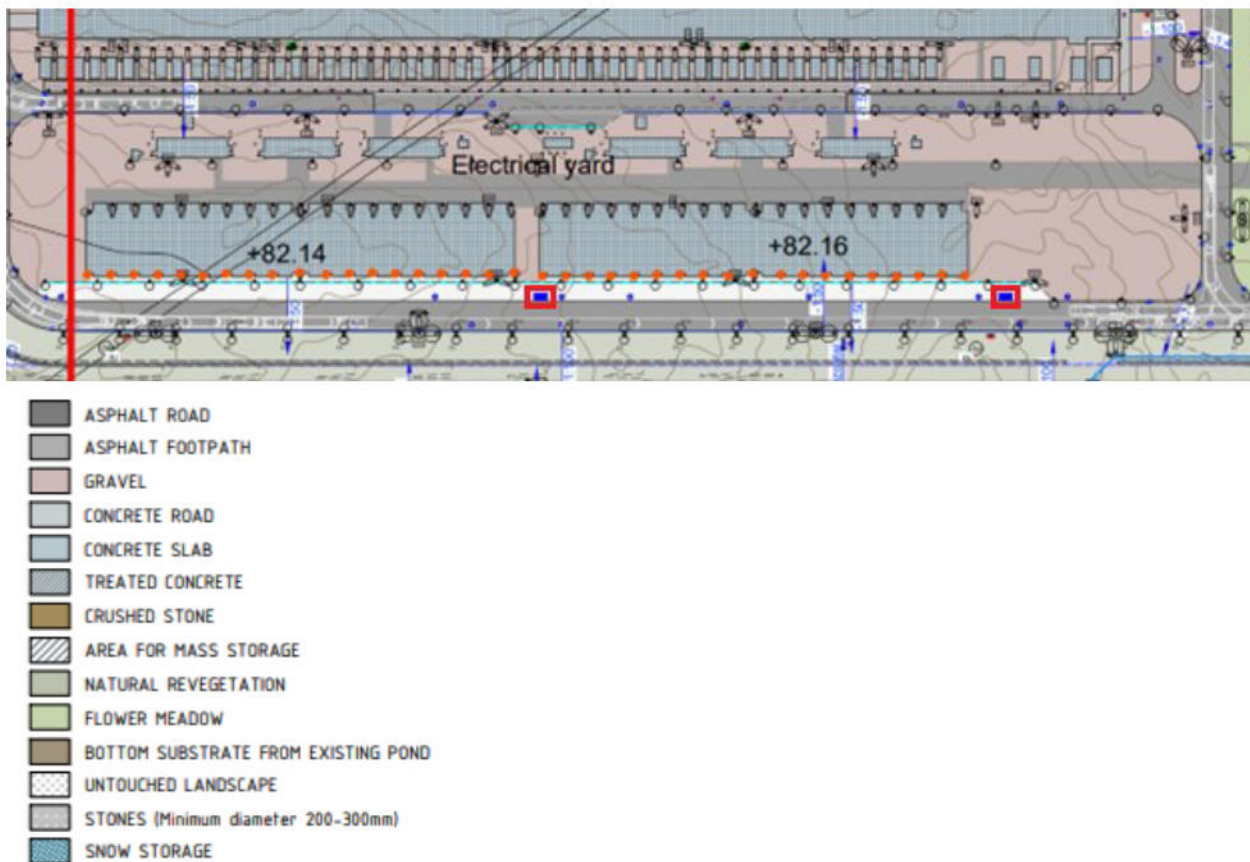 Electrical yard
+82.14
+82.16
ASPHALT ROAD
ASPHALT FOOTPATH
GRAVEL
CONCRETE ROAD
CONCRETE SLAB
TREATED CONCRETE
CRUSHED STONE
AREA FOR MASS STORAGE
NATURAL REVEGETATION
FLOWER MEADOW
BOTTOM SUBSTRATE FROM EXISTING POND
UNTOUCHED LANDSCAPE
STONES (Minimum diameter 200-300mm)
SNOW STORAGE